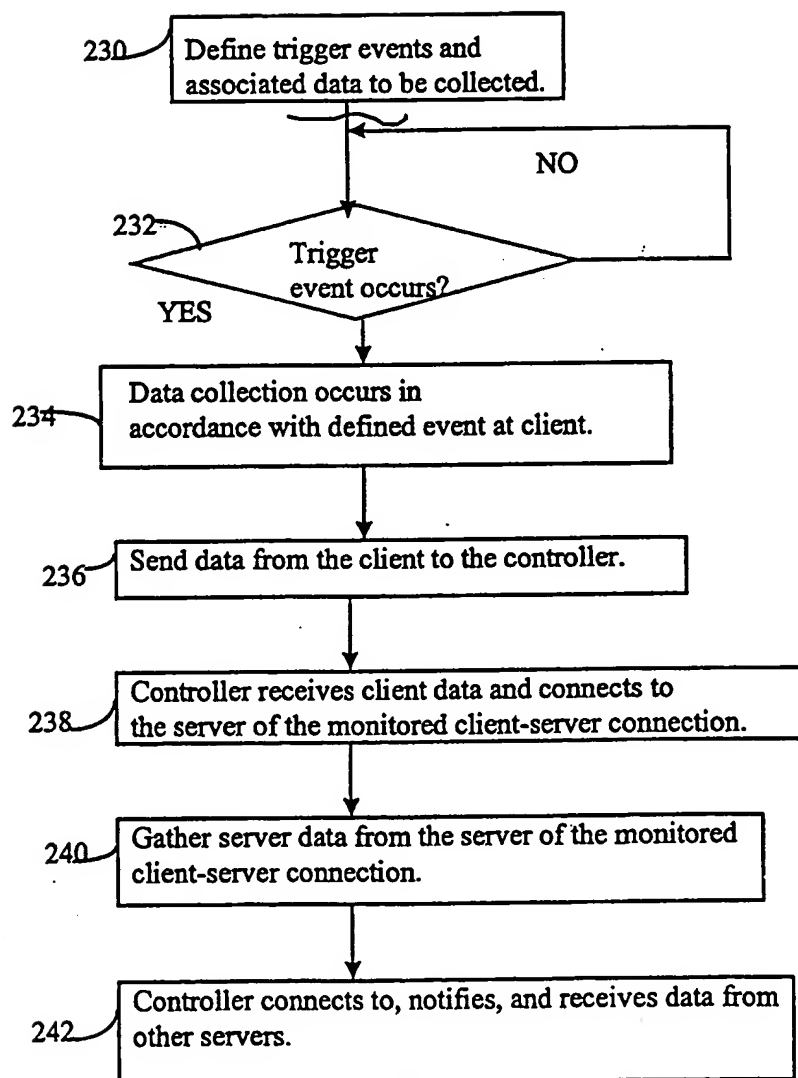 230
Define trigger events and
associated data to be collected.
NO
232
Trigger
event occurs?
YES
Data collection occurs in
accordance with defined event at client.
234
Send data from the client to the controller.
236
Controller receives client data and connects to
the server of the monitored client-server connection.
238
Gather server data from the server of the monitored
client-server connection.
240
Controller connects to, notifies, and receives data from
other servers.
242